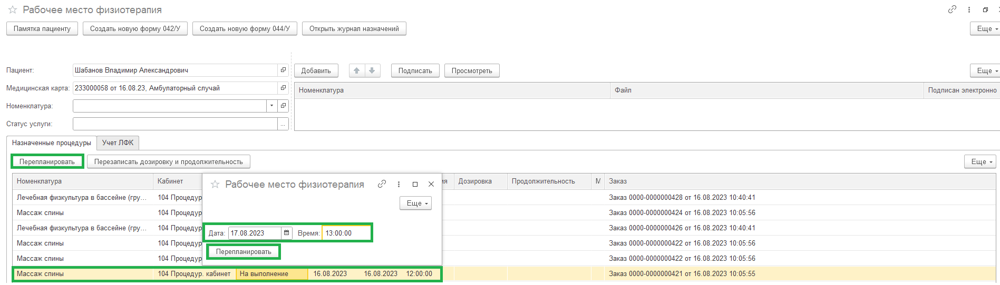 Рабочее место физиотерапия
Памятка пациенту Создать новую форму 042/У Создать новую форму 044/У Открыть журнал назначений Еще
Пациент: Шабанов Владимир Александрович Добавить Подписать Просмотреть Еще
Медицинская карта: 233000058 от 16.08.23, Амбулаторный случай Номенклатура Файл Подписан электронно
Номенклатура:
Статус услуги: ...
Назначенные процедуры Учет ЛФК
Перепланировать Перезаписать дозировку и продолжительность Еще
Номенклатура Кабинет ия Дозировка Продолжительность М Заказ
Рабочее место физиотерапия
Лечебная физкультура в бассейне (гру... 104 Процедур Заказ 0000-0000000428 от 16.08.2023 10:40:41
Еще
Массаж спины 104 Процедур Заказ 0000-0000000424 от 16.08.2023 10:05:56
Лечебная физкультура в бассейне (гру... 104 Процедур Заказ 0000-0000000426 от 16.08.2023 10:40:41
Дата: 17.08.2023 Время: 13:00:00
Массаж спины 104 Процедур Заказ 0000-0000000422 от 16.08.2023 10:05:56
Перепланировать
Массаж спины 104 Процедур Заказ 0000-0000000422 от 16.08.2023 10:05:56
Массаж спины 104 Процедур. кабинет На выполнение 16.08.2023 16.08.2023 12:00:00 Заказ 0000-0000000421 от 16.08.2023 10:05:55